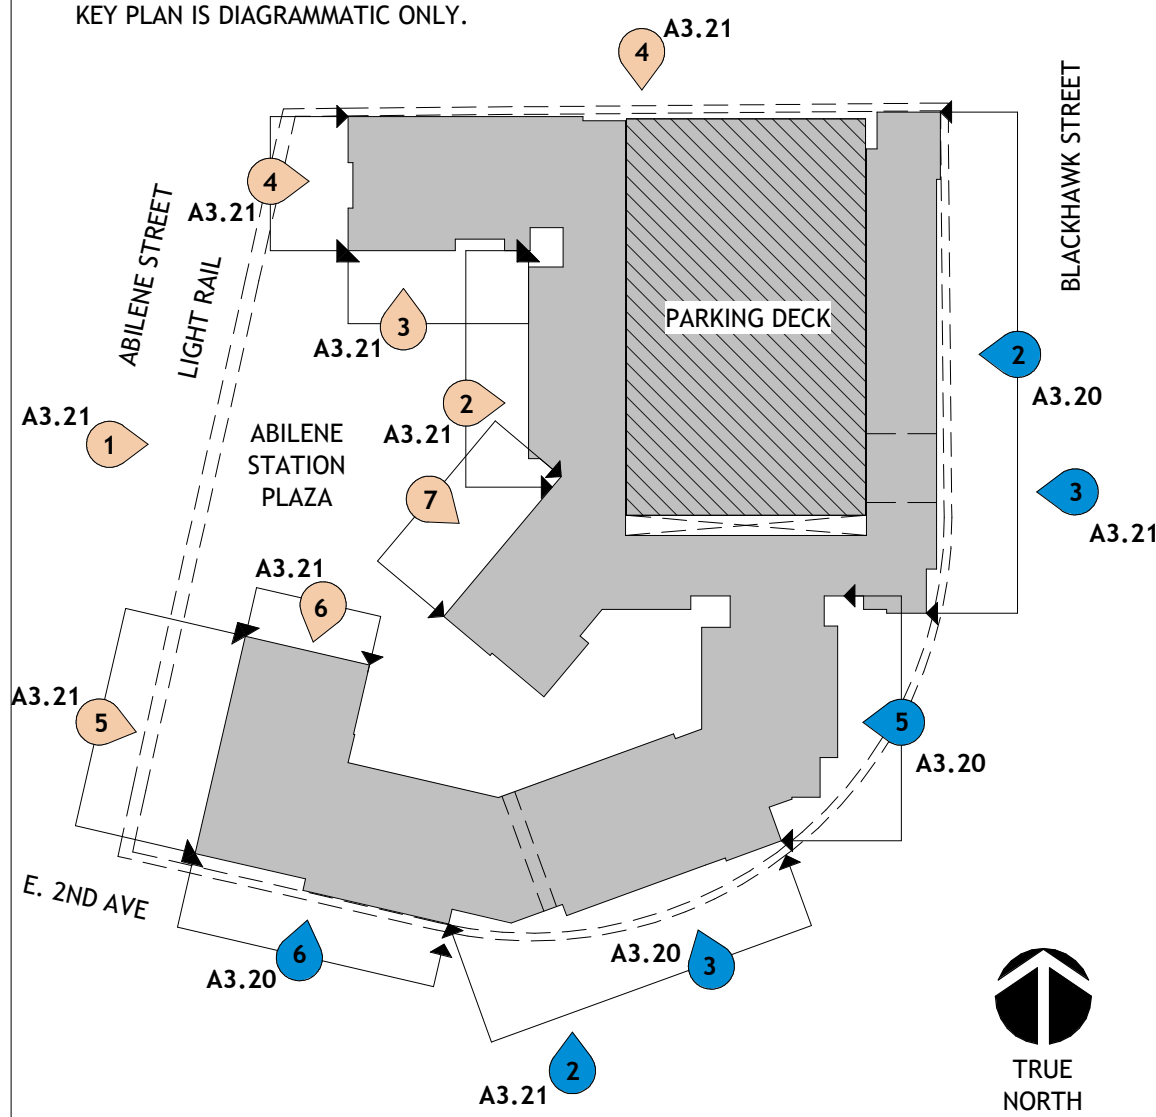 KEY PLAN IS DIAGRAMMATIC ONLY.
A3.21
4
BLACKHAWK STREET
4
A3.21
ABILENE STREET
LIGHT RAIL
PARKING DECK
3
A3.21
2
A3.20
2
A3.21
A3.21
1
ABILENE
STATION
PLAZA
7
3
A3.21
A3.21
6
A3.21
5
5
A3.20
E. 2ND AVE
6
A3.20
A3.20
3
2
A3.21
TRUE
NORTH